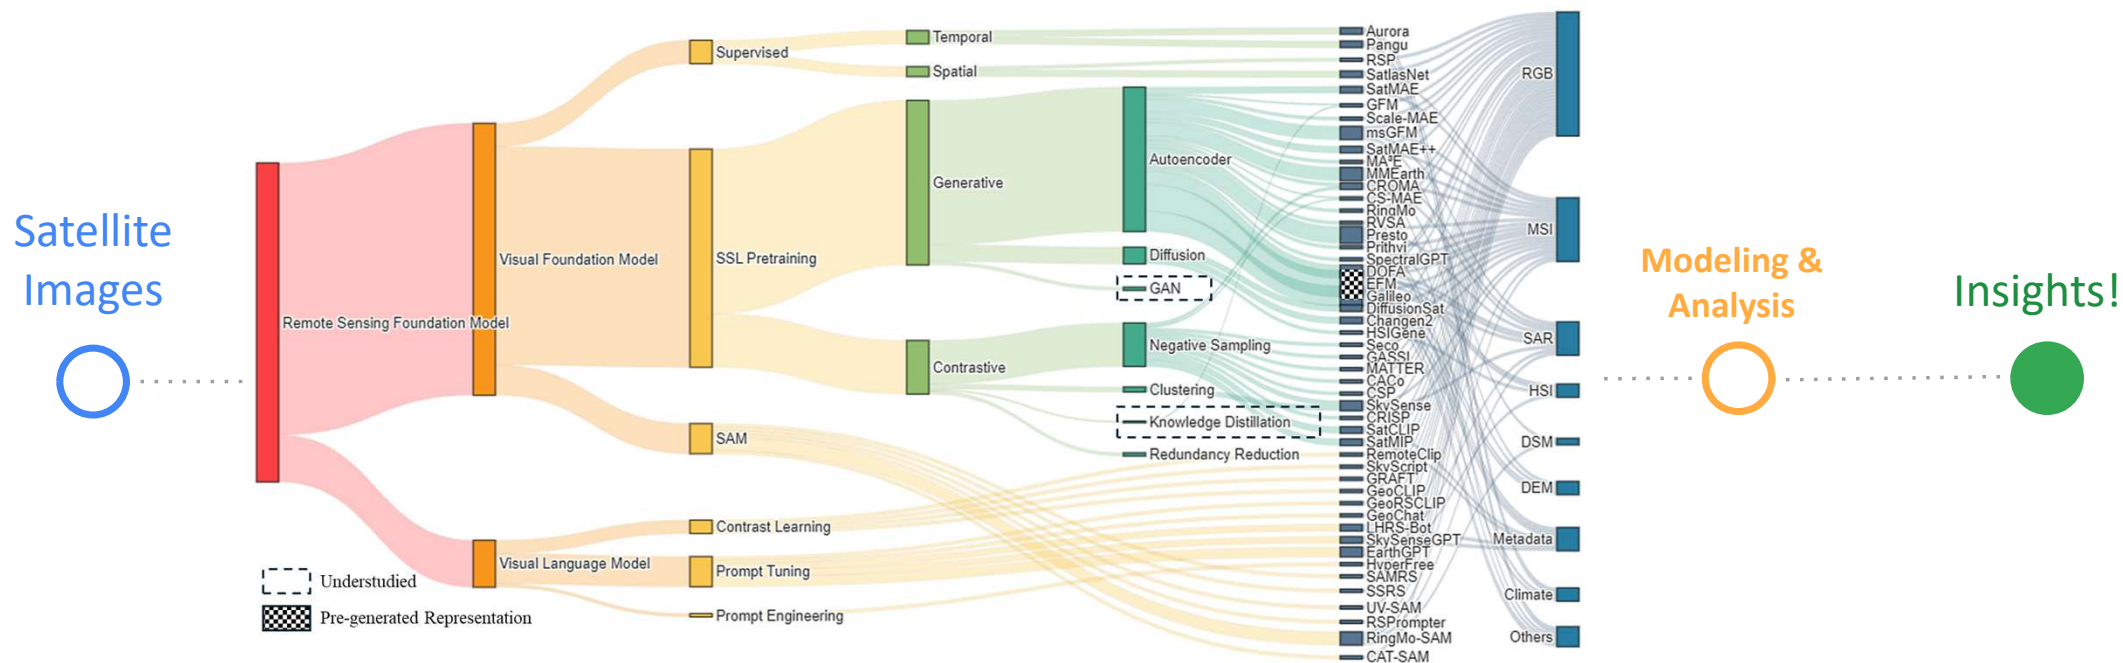 Satellite
Images
Remote Sensing Foundation Model
Understudied
Pre-generated Representation
Visual Foundation Model
Visual Language Model
Supervised
SSL Pretraining
SAM
Contrast Learning
Prompt Tuning
Prompt Engineering
Temporal
Spatial
Generative
Contrastive
Autoencoder
Diffusion
GAN
Negative Sampling
Clustering
Knowledge Distillation
Redundancy Reduction
Aurora
Pangu
RSP
SatlasNet
SatMAE
GFM
Scale-MAE
msGFM
SatMAE++
MA³E
MMEarth
CROMA
CS-MAE
RingMo
RVSA
Presto
Prithvi
SpectralGPT
DOFA
EFM
Galileo
DiffusionSat
Changen2
HSIGene
Seco
GASSL
MATTER
CACo
CSP
SkySense
CRISP
SatCLIP
SatMIP
RemoteClip
SkyScript
GRAFT
GeoCLIP
GeoRSCLIP
GeoChat
LHRS-Bot
SkySenseGPT
EarthGPT
HyperFree
SAMRS
SSRS
UV-SAM
RSPrompter
RingMo-SAM
CAT-SAM
RGB
MSI
SAR
HSI
DSM
DEM
Metadata
Climate
Others
Modeling &
Analysis
Insights!